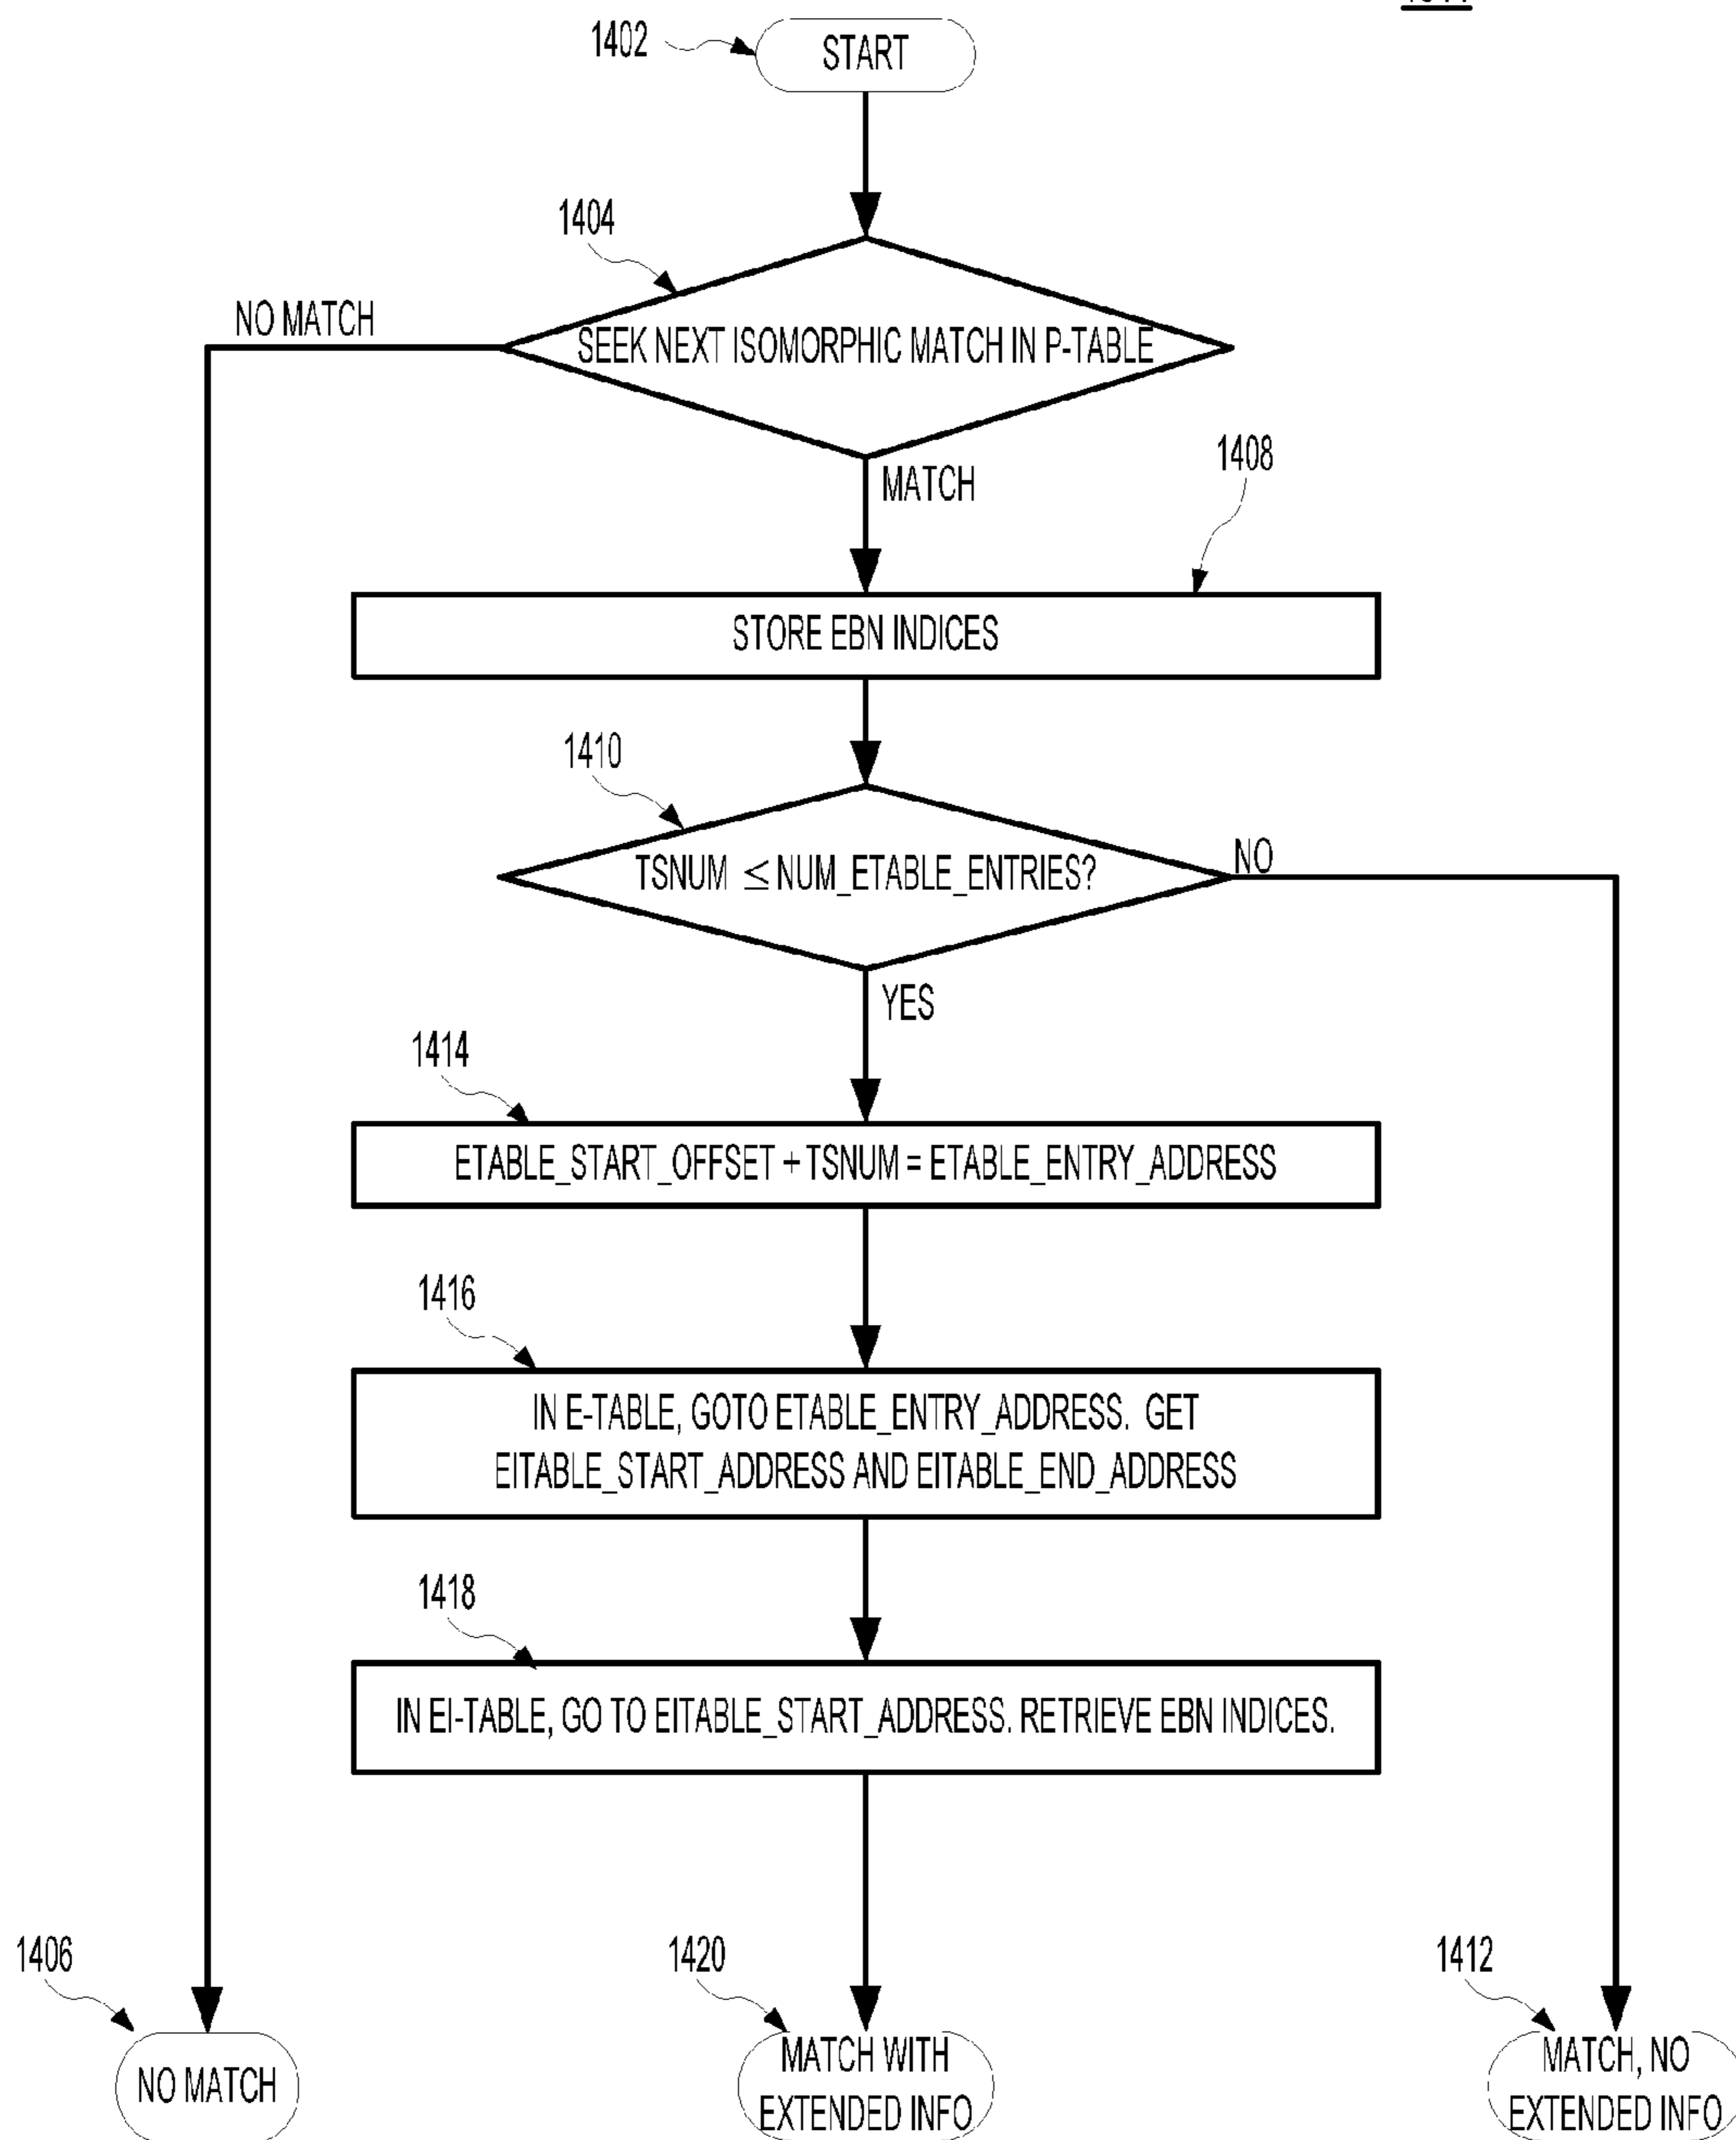 1402
START
1404
NO MATCH
SEEK NEXT ISOMORPHIC MATCH IN P-TABLE
1408
MATCH
STORE EBN INDICES
1410
TSNUM ≤ NUM_ETABLE_ENTRIES?
NO
YES
1414
ETABLE_START_OFFSET + TSNUM = ETABLE_ENTRY_ADDRESS
1416
IN E-TABLE, GOTO ETABLE_ENTRY_ADDRESS. GET
EITABLE_START_ADDRESS AND EITABLE_END_ADDRESS
1418
IN EI-TABLE, GO TO EITABLE_START_ADDRESS. RETRIEVE EBN INDICES.
1406
1420
1412
NO MATCH
MATCH WITH
EXTENDED INFO
MATCH, NO
EXTENDED INFO